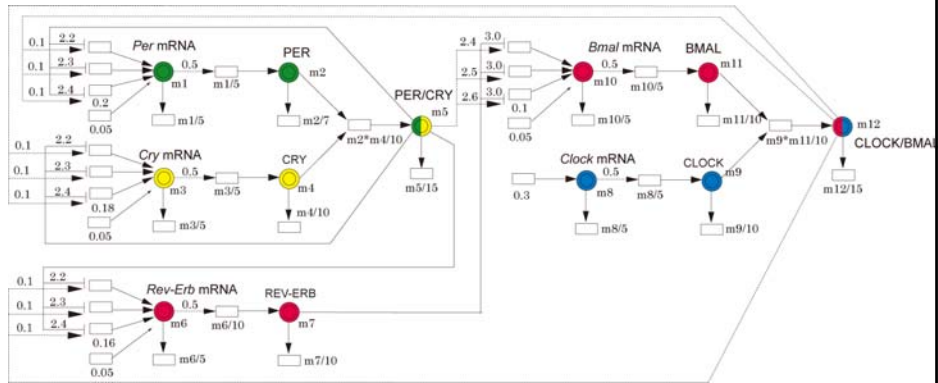 Per mRNA
PER
0.1 2.2
0.1 2.3
0.1 2.4
0.2
0.05
0.5
m1
m1/5
m1/5
m2
m2/7
m2*m4/10
PER/CRY
m5
m5/15
Cry mRNA
CRY
0.1 2.2
0.1 2.3
0.1 2.4
0.18
0.05
0.5
m3
m3/5
m3/5
m4
m4/10
Rev-Erb mRNA
REV-ERB
0.1 2.2
0.1 2.3
0.1 2.4
0.16
0.05
0.5
m6
m6/10
m6/5
m7
m7/10
Bmal mRNA
BMAL
2.4 3.0
2.5 3.0
2.6 3.0
0.1
0.05
0.5
m10
m10/5
m10/5
m11
m11/10
m9*m11/10
m12
CLOCK/BMAL
m12/15
Clock mRNA
CLOCK
0.3
0.5
m8
m8/5
m8/5
m9
m9/10